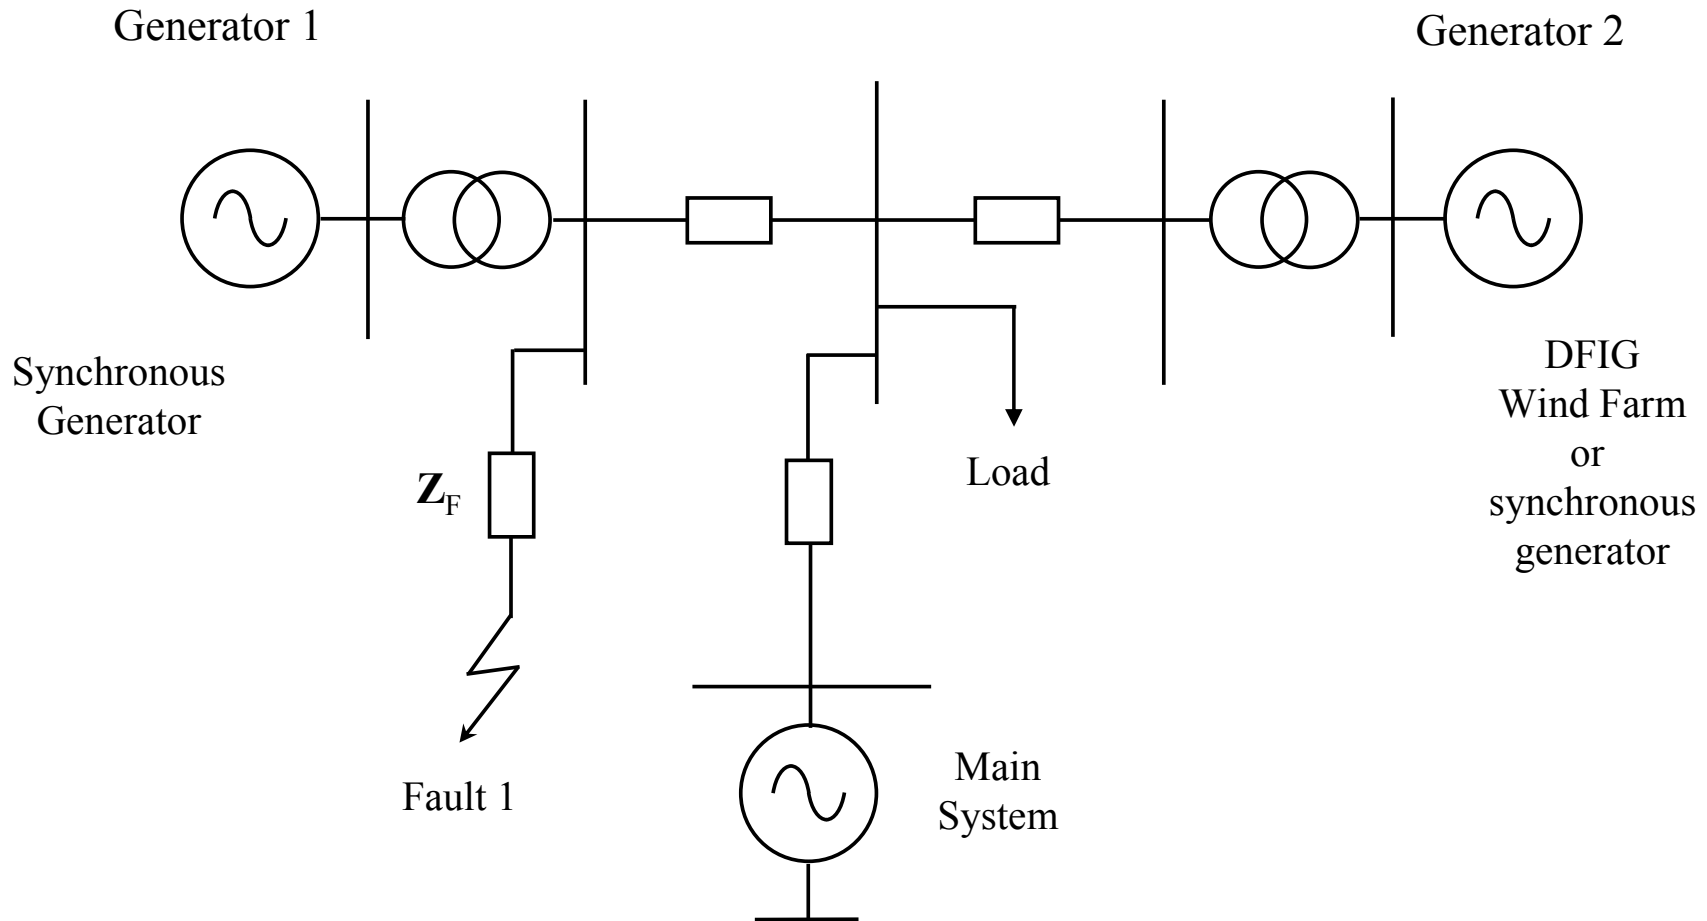 Generator 1
Generator 2
Synchronous
Generator
DFIG
Wind Farm
or
synchronous
generator
Z_F
Load
Fault 1
Main
System